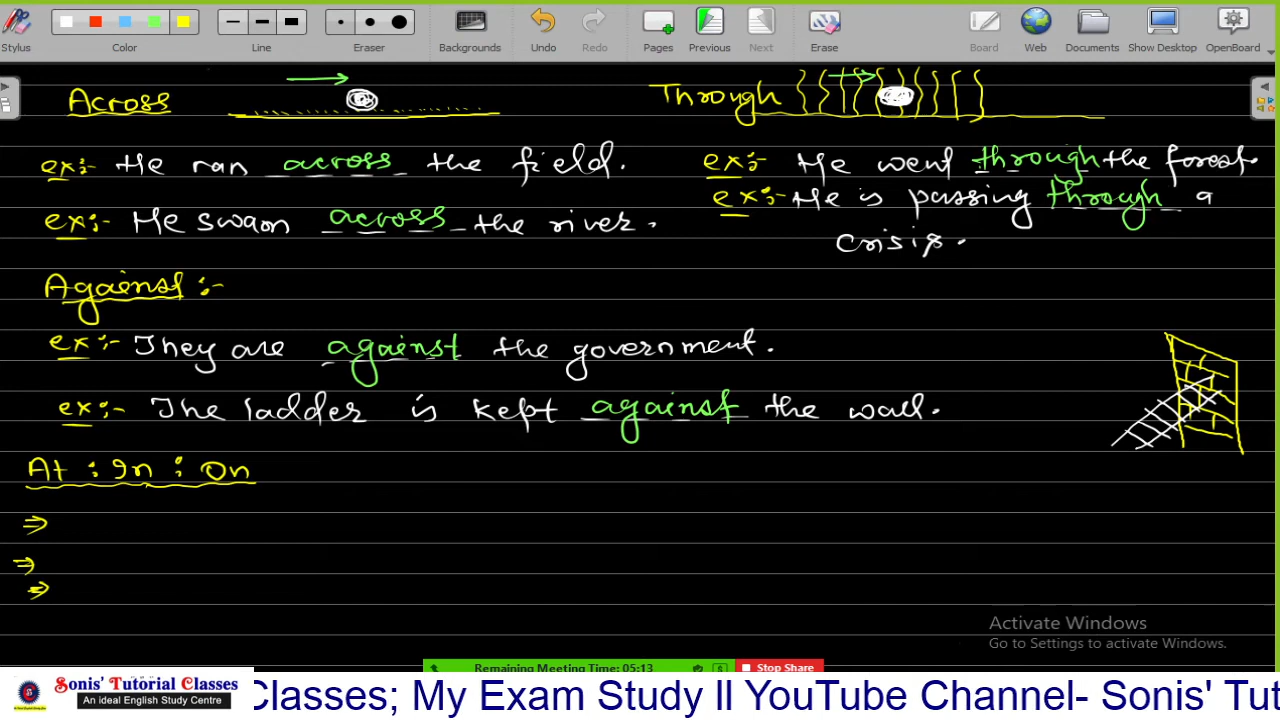 Stylus Color Line Eraser Backgrounds Undo Redo Pages Previous Next Erase Board Web Documents Show Desktop OpenBoard
Across
Through
ex:- He ran across the field.
ex:- He swam across the river.
ex:- He went through the forest.
ex:- He is passing through a
crisis.
Against :-
ex:- They are against the government.
ex:- The ladder is kept against the wall.
At : In : On
⇒
⇒
⇒
Activate Windows
Go to Settings to activate Windows.
Remaining Meeting Time: 05:13 Stop Share
Sonis' Tutorial Classes
An ideal English Study Centre
Classes; My Exam Study ll YouTube Channel- Sonis' Tut